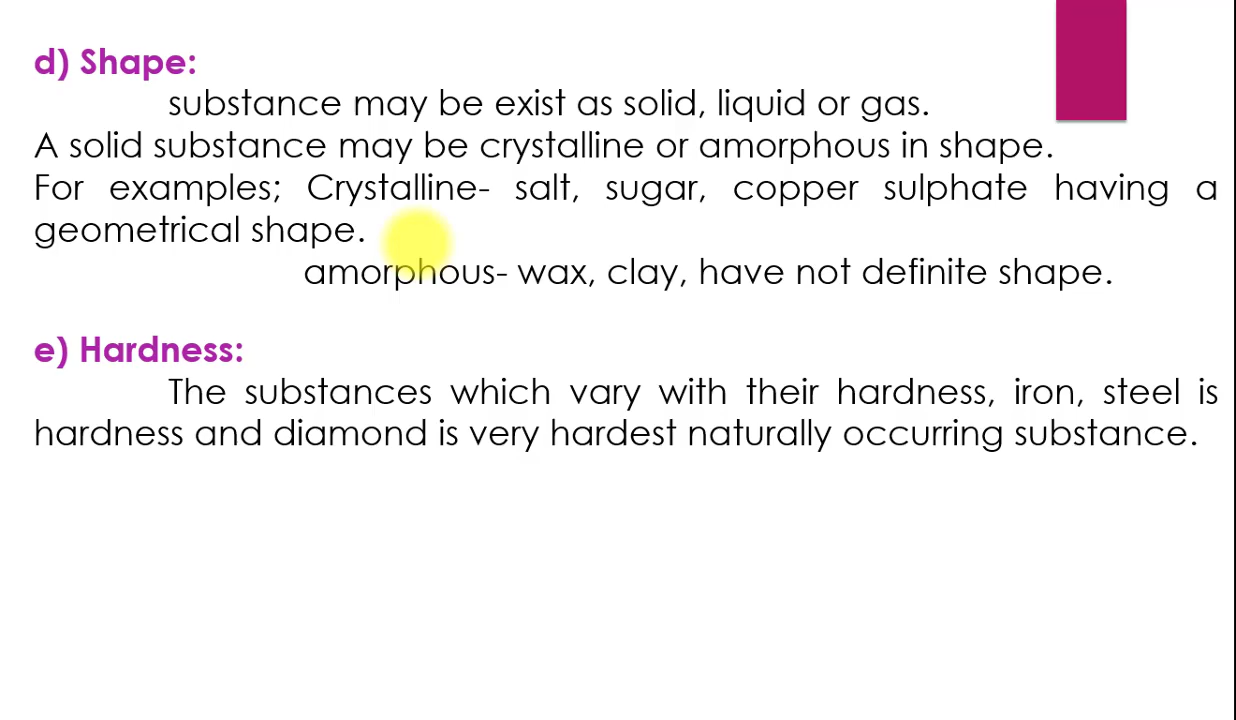 d) Shape:
substance may be exist as solid, liquid or gas.
A solid substance may be crystalline or amorphous in shape.
For examples; Crystalline- salt, sugar, copper sulphate having a
geometrical shape.
amorphous- wax, clay, have not definite shape.
e) Hardness:
The substances which vary with their hardness, iron, steel is
hardness and diamond is very hardest naturally occurring substance.